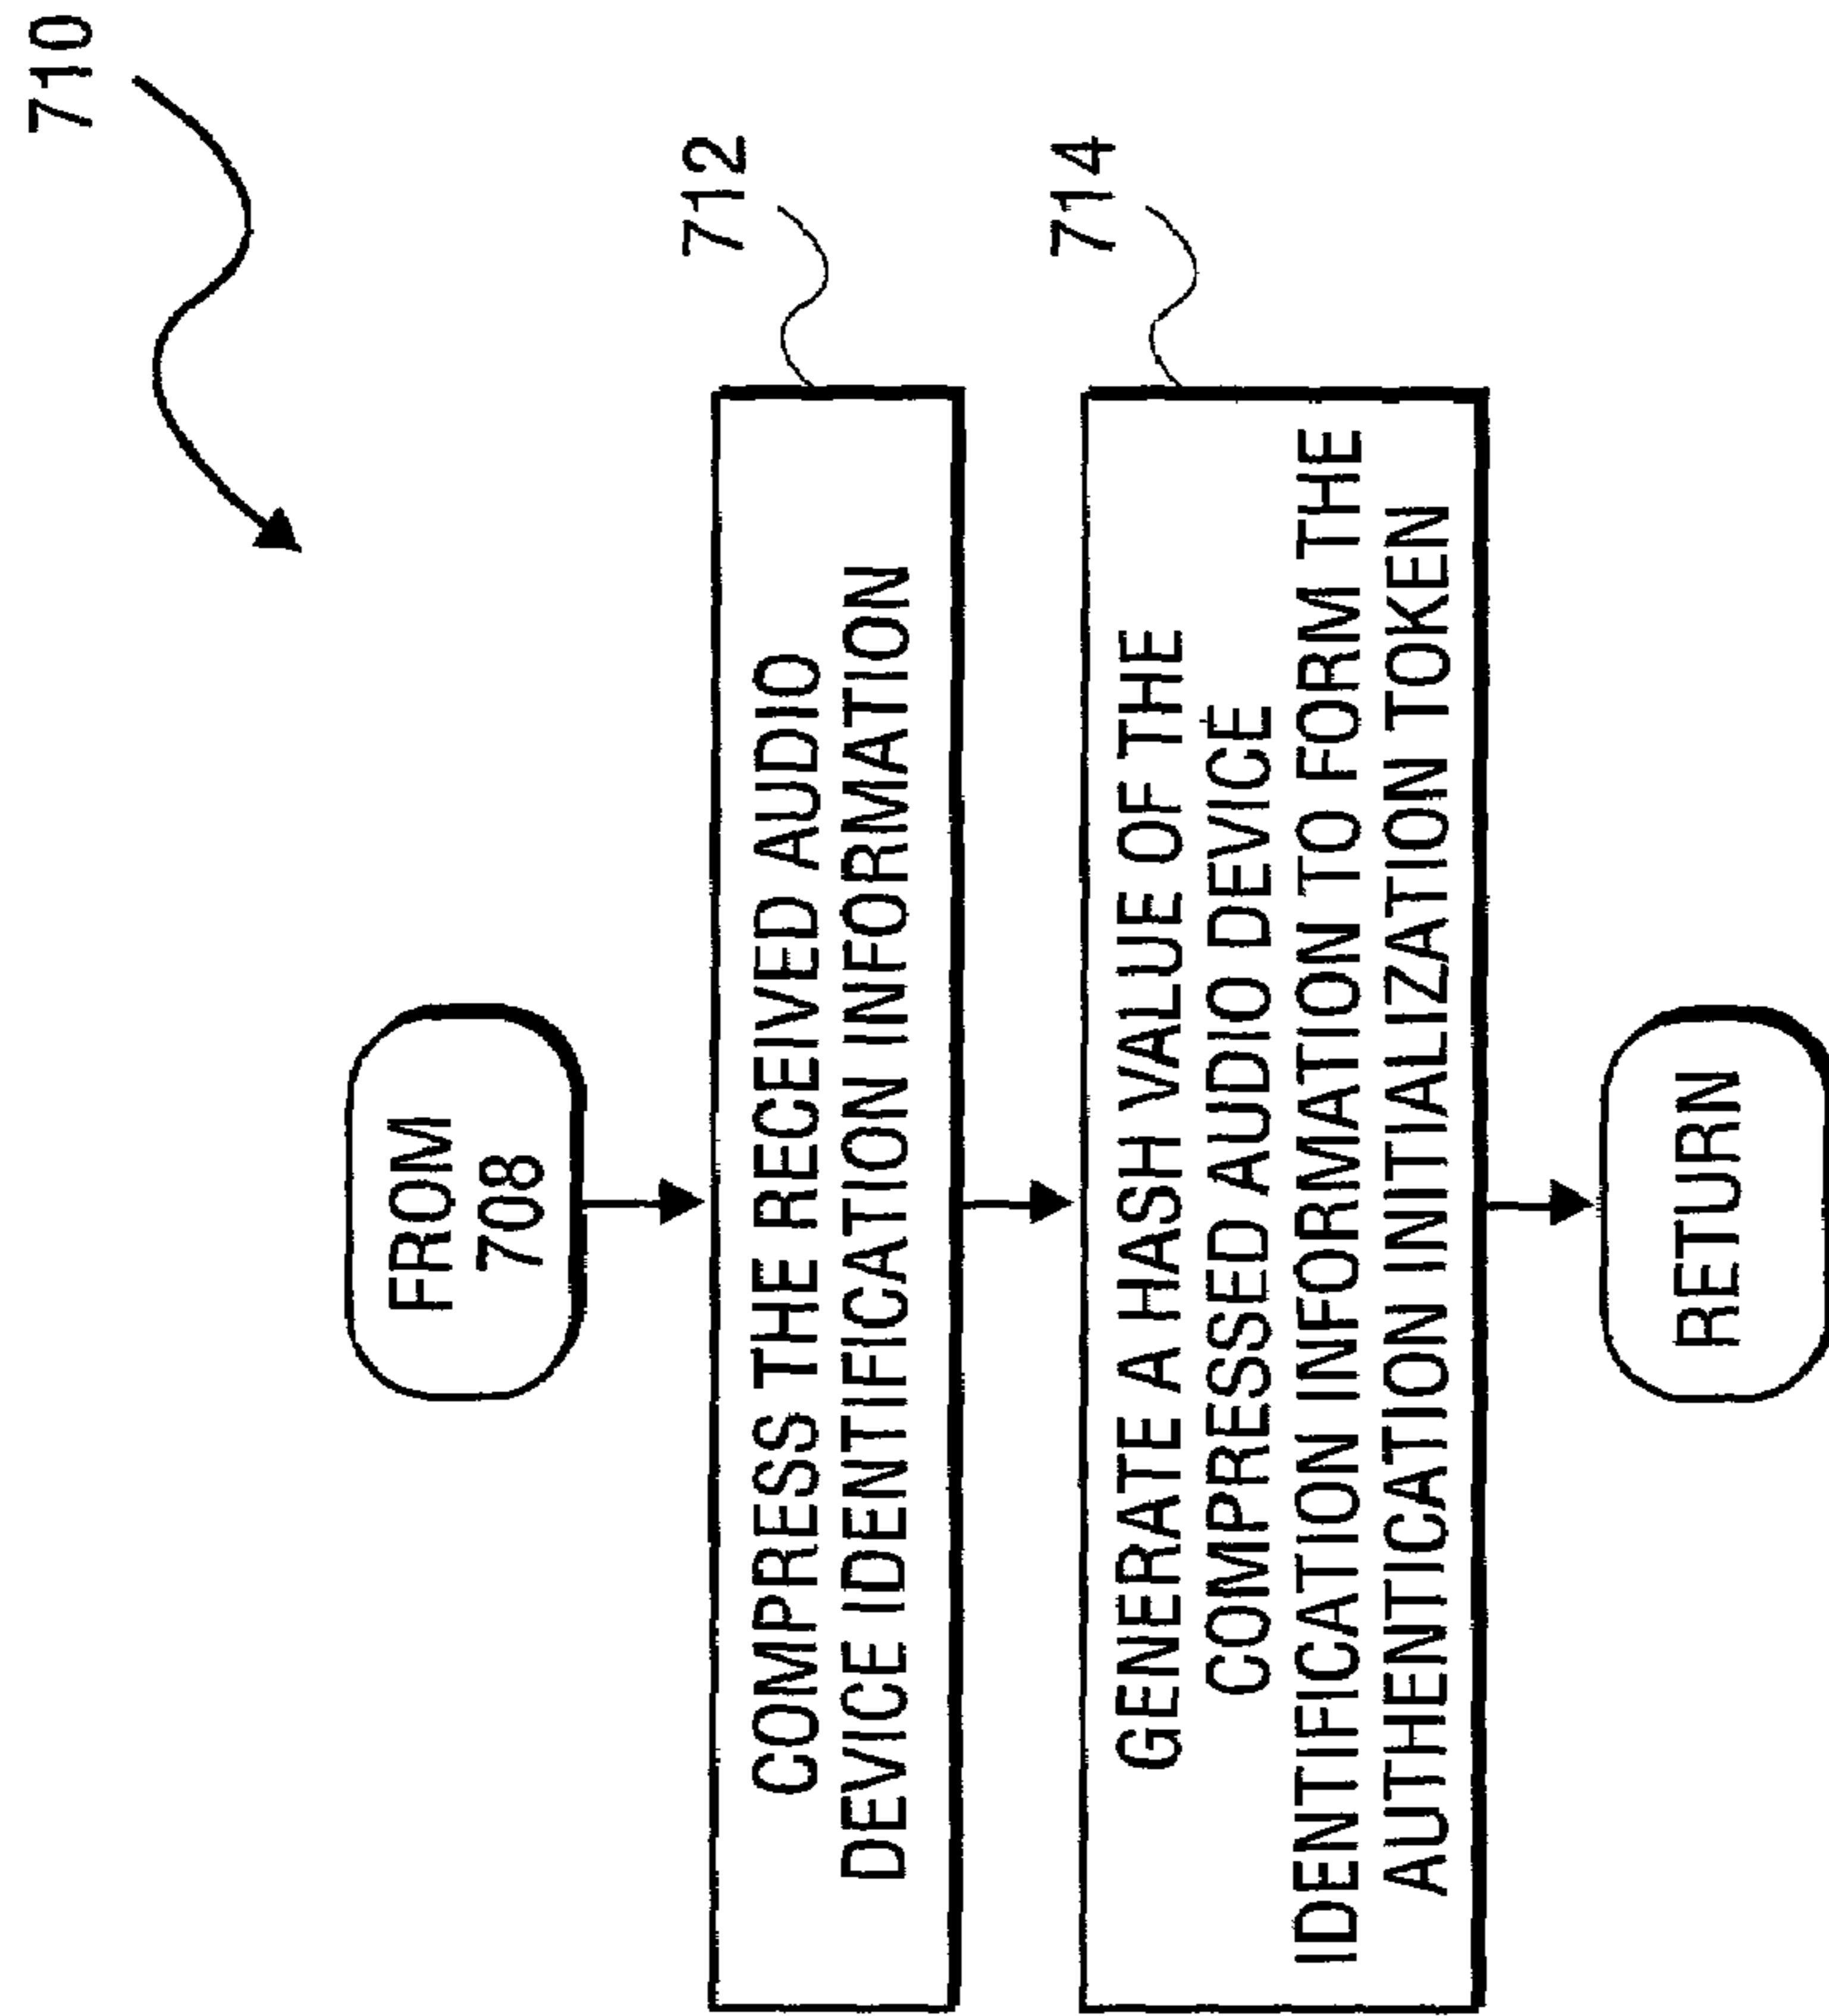 710
FROM
708
712
COMPRESS THE RECEIVED AUDIO
DEVICE IDENTIFICATION INFORMATION
714
GENERATE A HASH VALUE OF THE
COMPRESSED AUDIO DEVICE
IDENTIFICATION INFORMATION TO FORM THE
AUTHENTICATION INITIALIZATION TOKEN
RETURN